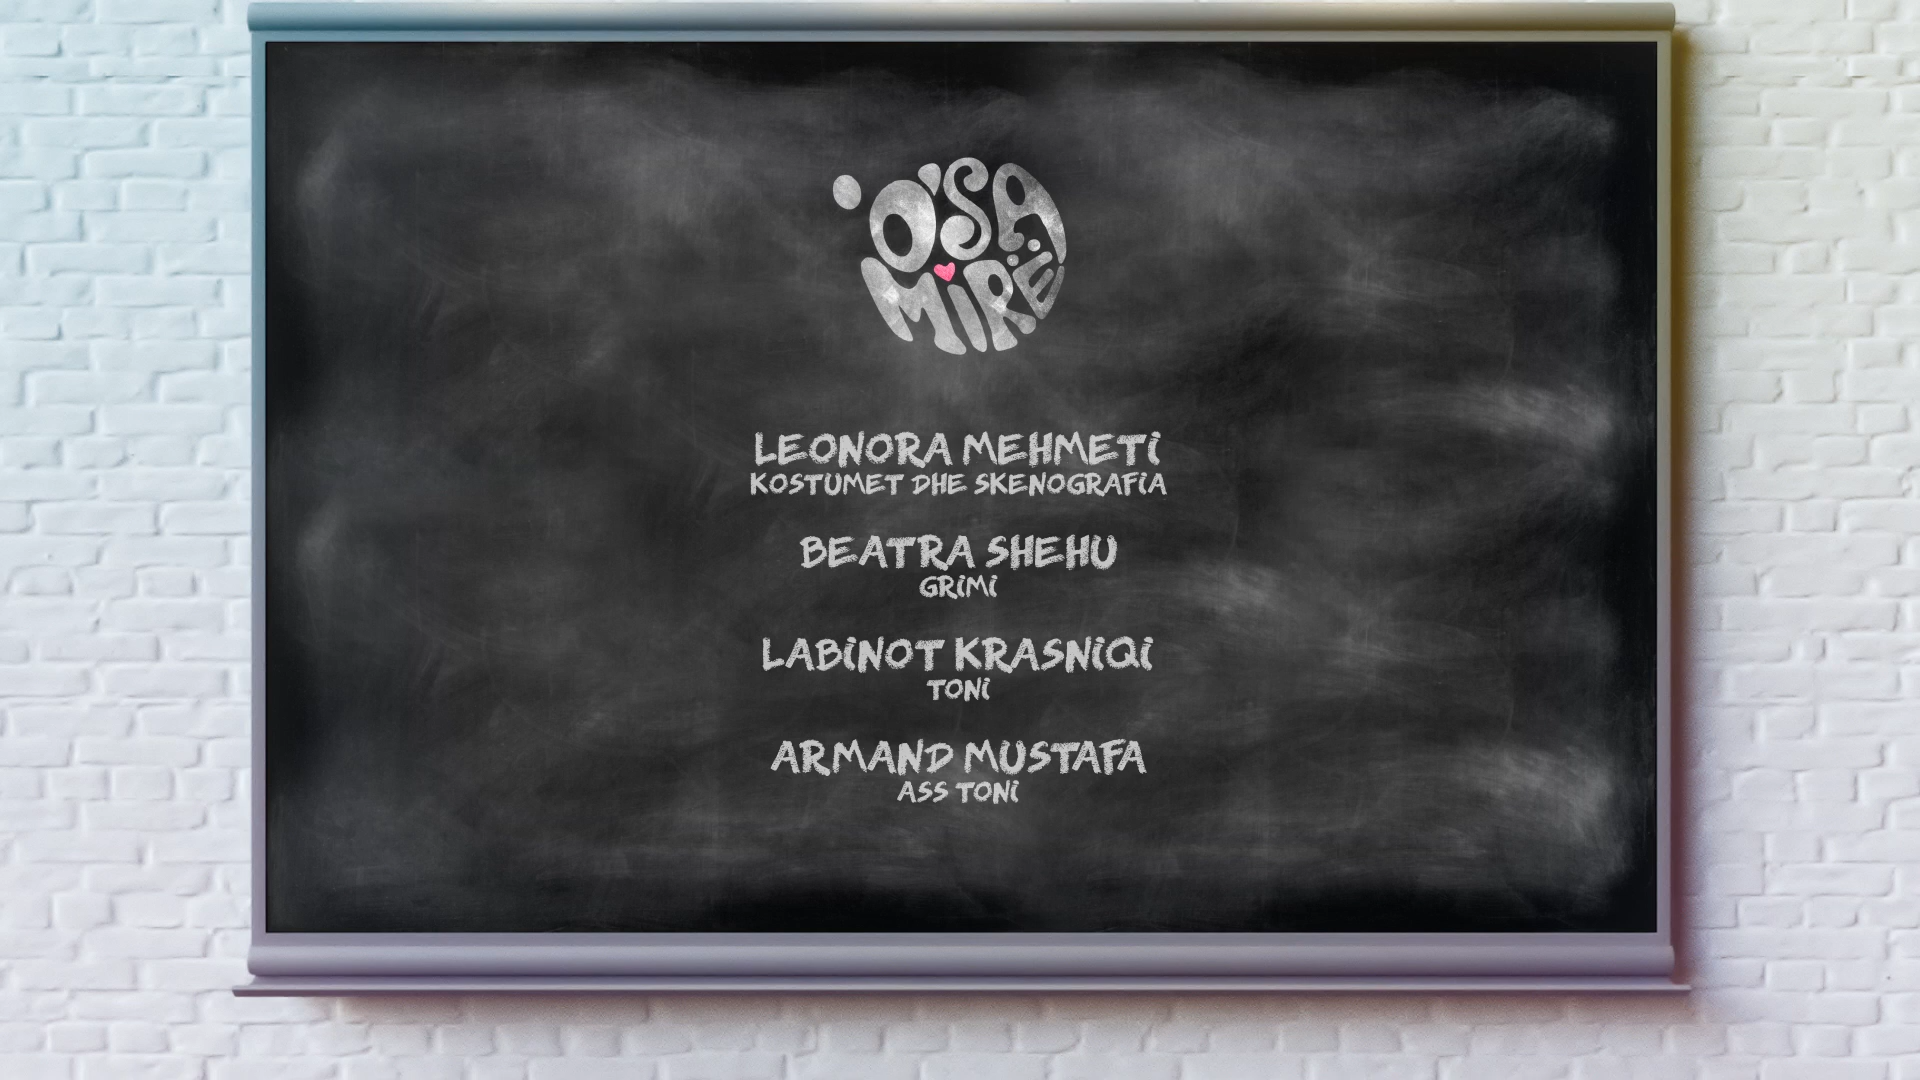 O'SA
MIRË
LEONORA MEHMETI
KOSTUMET DHE SKENOGRAFIA
BEATRA SHEHU
GRIMI
LABINOT KRASNIQI
TONI
ARMAND MUSTAFA
ASS TONI